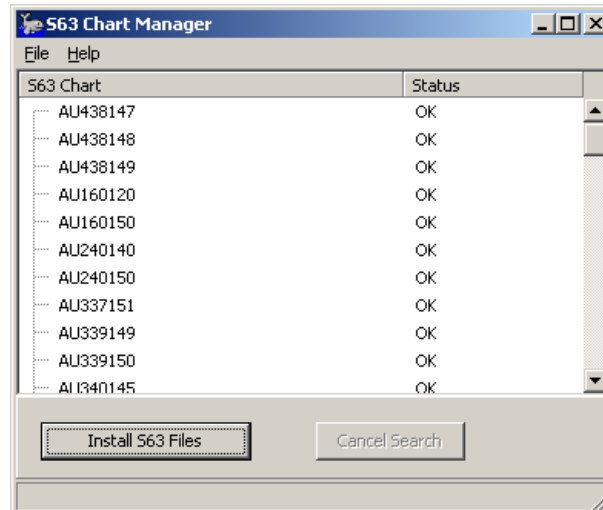 S63 Chart Manager
File Help
S63 Chart Status
AU438147 OK
AU438148 OK
AU438149 OK
AU160120 OK
AU160150 OK
AU240140 OK
AU240150 OK
AU337151 OK
AU339149 OK
AU339150 OK
AU340145 OK
Install S63 Files Cancel Search